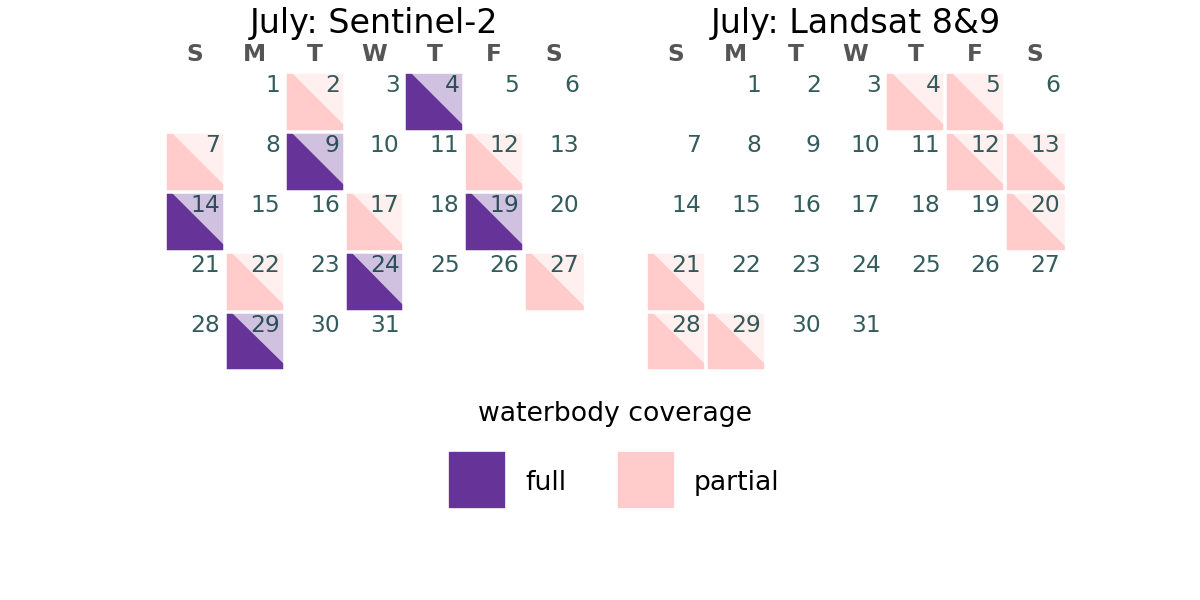 July: Sentinel-2
S M T W T F S
1 2 3 4 5 6
7 8 9 10 11 12 13
14 15 16 17 18 19 20
21 22 23 24 25 26 27
28 29 30 31
July: Landsat 8&9
S M T W T F S
1 2 3 4 5 6
7 8 9 10 11 12 13
14 15 16 17 18 19 20
21 22 23 24 25 26 27
28 29 30 31
waterbody coverage
full partial